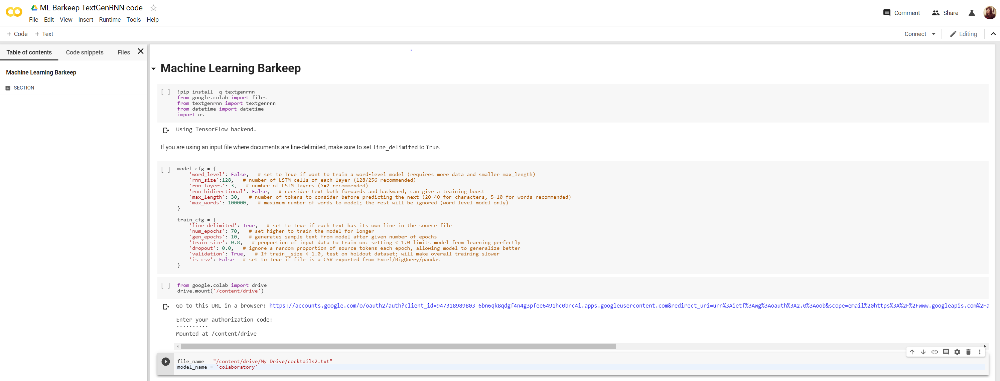 ML Barkeep TextGenRNN code
File Edit View Insert Runtime Tools Help
Comment Share
+ Code + Text
Connect Editing
Table of contents Code snippets Files
Machine Learning Barkeep
SECTION
Machine Learning Barkeep
[ ] !pip install -q textgenrnn
from google.colab import files
from textgenrnn import textgenrnn
from datetime import datetime
import os
Using TensorFlow backend.
If you are using an input file where documents are line-delimited, make sure to set line_delimited to True.
[ ] model_cfg = {
'word_level': False,   # set to True if want to train a word-level model (requires more data and smaller max_length)
'rnn_size':128,   # number of LSTM cells of each layer (128/256 recommended)
'rnn_layers': 3,   # number of LSTM layers (>=2 recommended)
'rnn_bidirectional': False,   # consider text both forwards and backward, can give a training boost
'max_length': 30,   # number of tokens to consider before predicting the next (20-40 for characters, 5-10 for words recommended)
'max_words': 100000,   # maximum number of words to model; the rest will be ignored (word-level model only)
}
train_cfg = {
'line_delimited': True,   # set to True if each text has its own line in the source file
'num_epochs': 70,   # set higher to train the model for longer
'gen_epochs': 10,   # generates sample text from model after given number of epochs
'train_size': 0.8,   # proportion of input data to train on: setting < 1.0 limits model from learning perfectly
'dropout': 0.0,   # ignore a random proportion of source tokens each epoch, allowing model to generalize better
'validation': True,   # If train__size < 1.0, test on holdout dataset; will make overall training slower
'is_csv': False   # set to True if file is a CSV exported from Excel/BigQuery/pandas
}
[ ] from google.colab import drive
drive.mount('/content/drive')
Go to this URL in a browser: https://accounts.google.com/o/oauth2/auth?client_id=947318989803-6bn6qk8qdgf4n4g3pfee6491hc0brc4i.apps.googleusercontent.com&redirect_uri=urn%3Aietf%3Awg%3Aoauth%3A2.0%3Aoob&scope=email%20https%3A%2F%2Fwww.googleapis.com%2Fa
Enter your authorization code:
··········
Mounted at /content/drive
file_name = "/content/drive/My Drive/cocktails2.txt"
model_name = 'colaboratory'